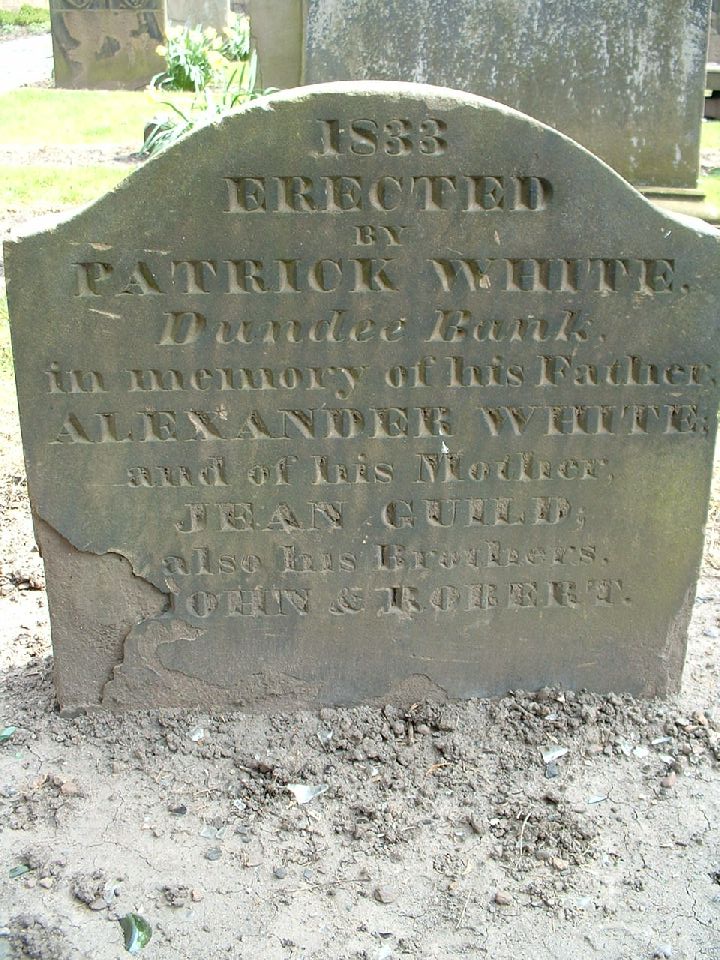 1833
ERECTED
BY
PATRICK WHITE,
Dundee Bank,
in memory of his Father,
ALEXANDER WHITE;
and of his Mother,
JEAN GUILD;
also his Brothers,
JOHN & ROBERT.